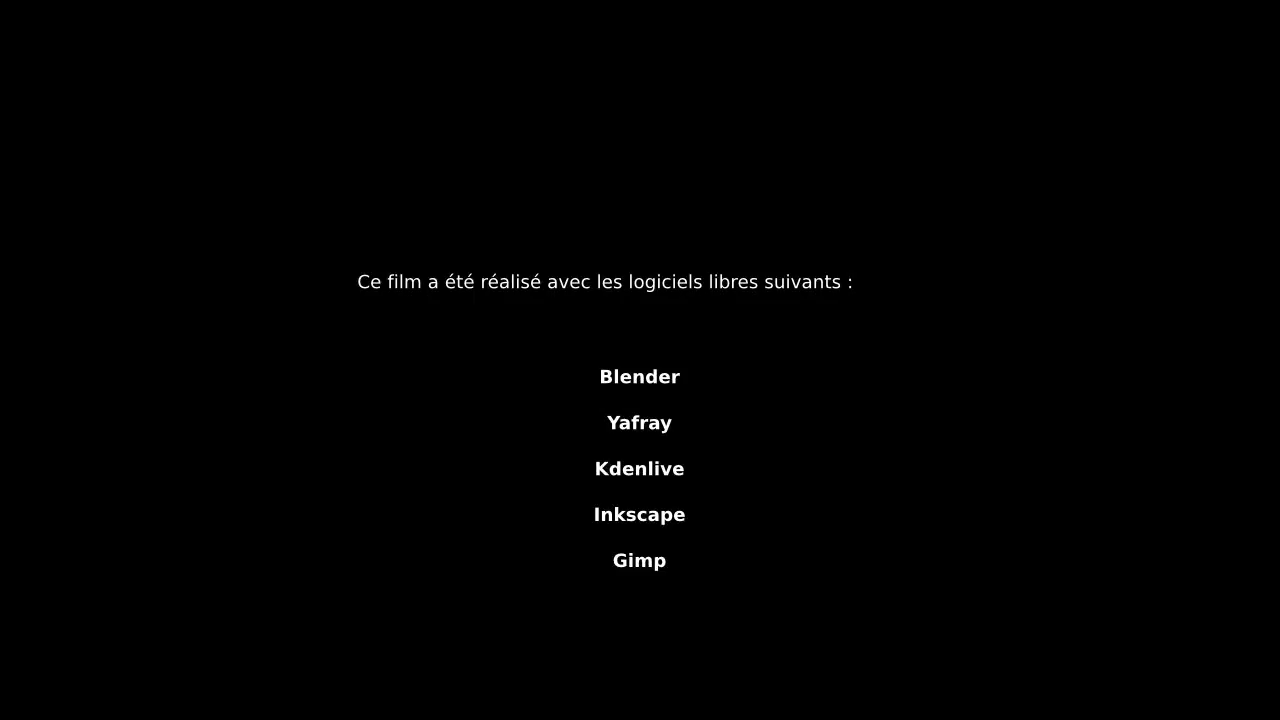 Ce film a été réalisé avec les logiciels libres suivants :
Blender
Yafray
Kdenlive
Inkscape
Gimp